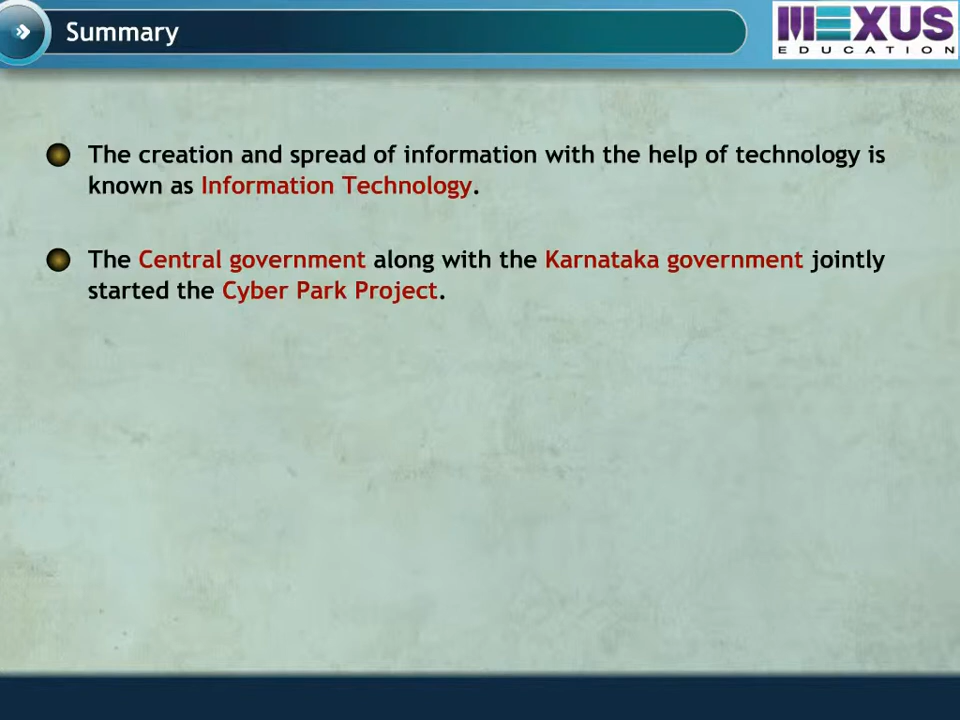 Summary
MEXUS
EDUCATION
The creation and spread of information with the help of technology is
known as Information Technology.
The Central government along with the Karnataka government jointly
started the Cyber Park Project.